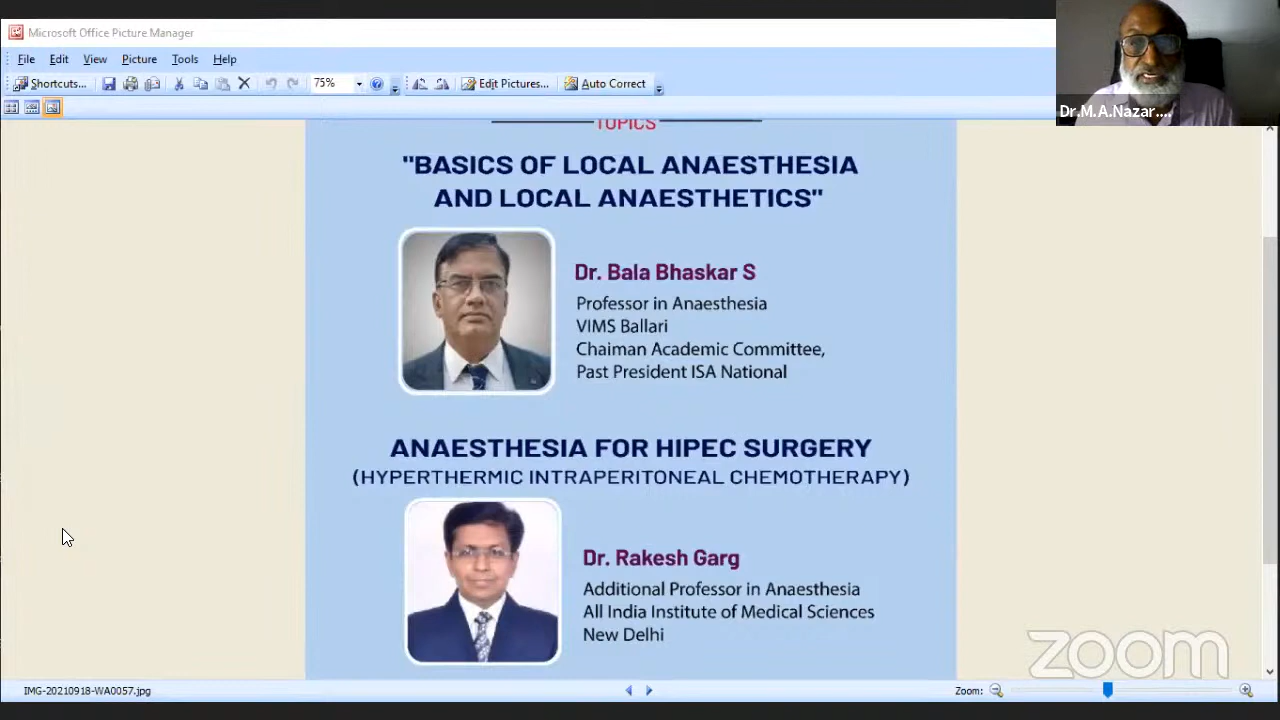 Microsoft Office Picture Manager
File Edit View Picture Tools Help
Shortcuts... 75% Edit Pictures... Auto Correct
Dr.M.A.Nazar....
TOPICS
"BASICS OF LOCAL ANAESTHESIA
AND LOCAL ANAESTHETICS"
Dr. Bala Bhaskar S
Professor in Anaesthesia
VIMS Ballari
Chaiman Academic Committee,
Past President ISA National
ANAESTHESIA FOR HIPEC SURGERY
(HYPERTHERMIC INTRAPERITONEAL CHEMOTHERAPY)
Dr. Rakesh Garg
Additional Professor in Anaesthesia
All India Institute of Medical Sciences
New Delhi
zoom
IMG-20210918-WA0057.jpg
Zoom: